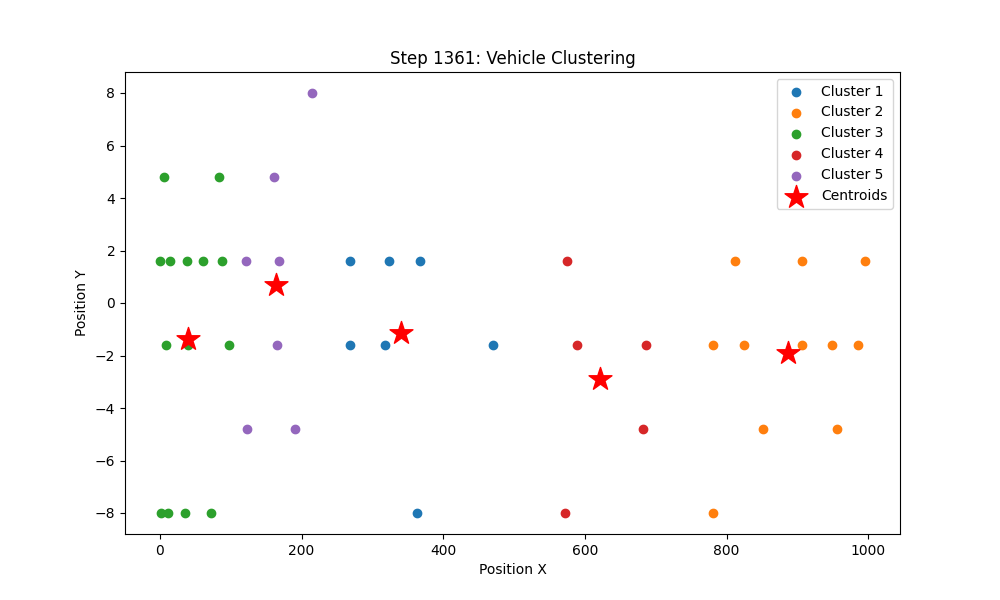 Step 1361: Vehicle Clustering
Position Y
8
6
4
2
0
−2
−4
−6
−8
0
200
400
600
800
1000
Position X
Cluster 1
Cluster 2
Cluster 3
Cluster 4
Cluster 5
Centroids